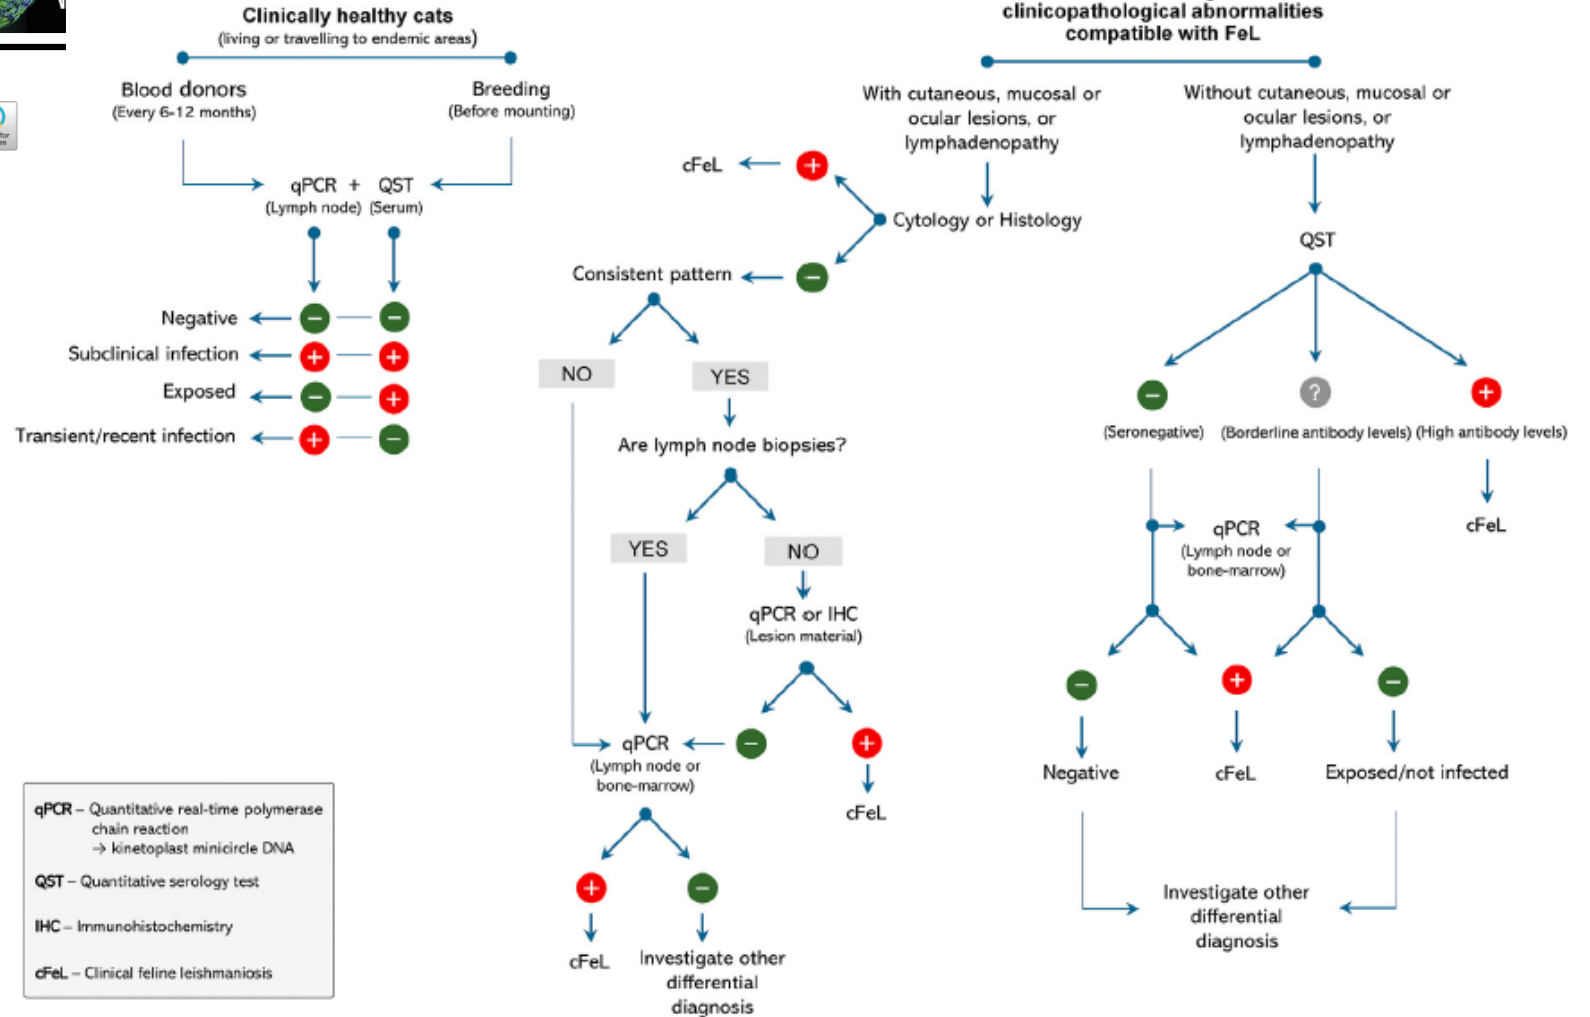 Clinically healthy cats
(living or travelling to endemic areas)
Blood donors
(Every 6-12 months)
Breeding
(Before mounting)
qPCR + QST
(Lymph node) (Serum)
− −
Negative
+ +
Subclinical infection
− +
Exposed
+ −
Transient/recent infection
clinicopathological abnormalities
compatible with FeL
With cutaneous, mucosal or
ocular lesions, or
lymphadenopathy
Cytology or Histology
+
cFeL
−
Consistent pattern
NO
YES
Are lymph node biopsies?
YES
NO
qPCR or IHC
(Lesion material)
−
+
cFeL
qPCR
(Lymph node or
bone-marrow)
+
−
cFeL
Investigate other
differential
diagnosis
Without cutaneous, mucosal or
ocular lesions, or
lymphadenopathy
QST
−
?
+
(Seronegative)
(Borderline antibody levels)
(High antibody levels)
cFeL
qPCR
(Lymph node or
bone-marrow)
−
+
−
Negative
cFeL
Exposed/not infected
Investigate other
differential
diagnosis
qPCR – Quantitative real-time polymerase
chain reaction
→ kinetoplast minicircle DNA
QST – Quantitative serology test
IHC – Immunohistochemistry
cFeL – Clinical feline leishmaniosis
for